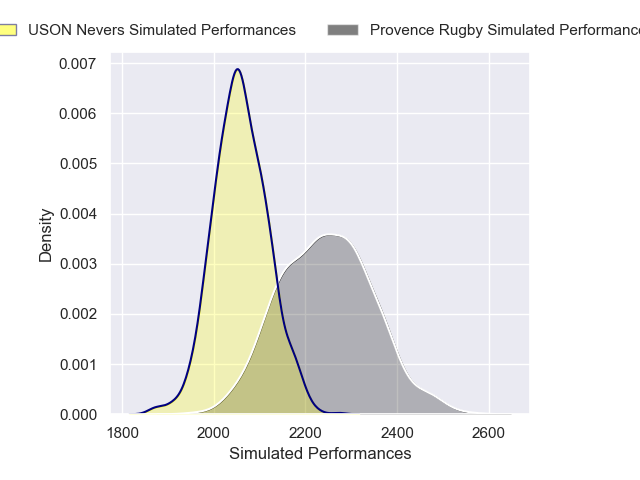 USON Nevers Simulated Performances
Provence Rugby Simulated Performance
0.007
0.006
0.005
0.004
0.003
0.002
0.001
0.000
Density
1800 2000 2200 2400 2600
Simulated Performances